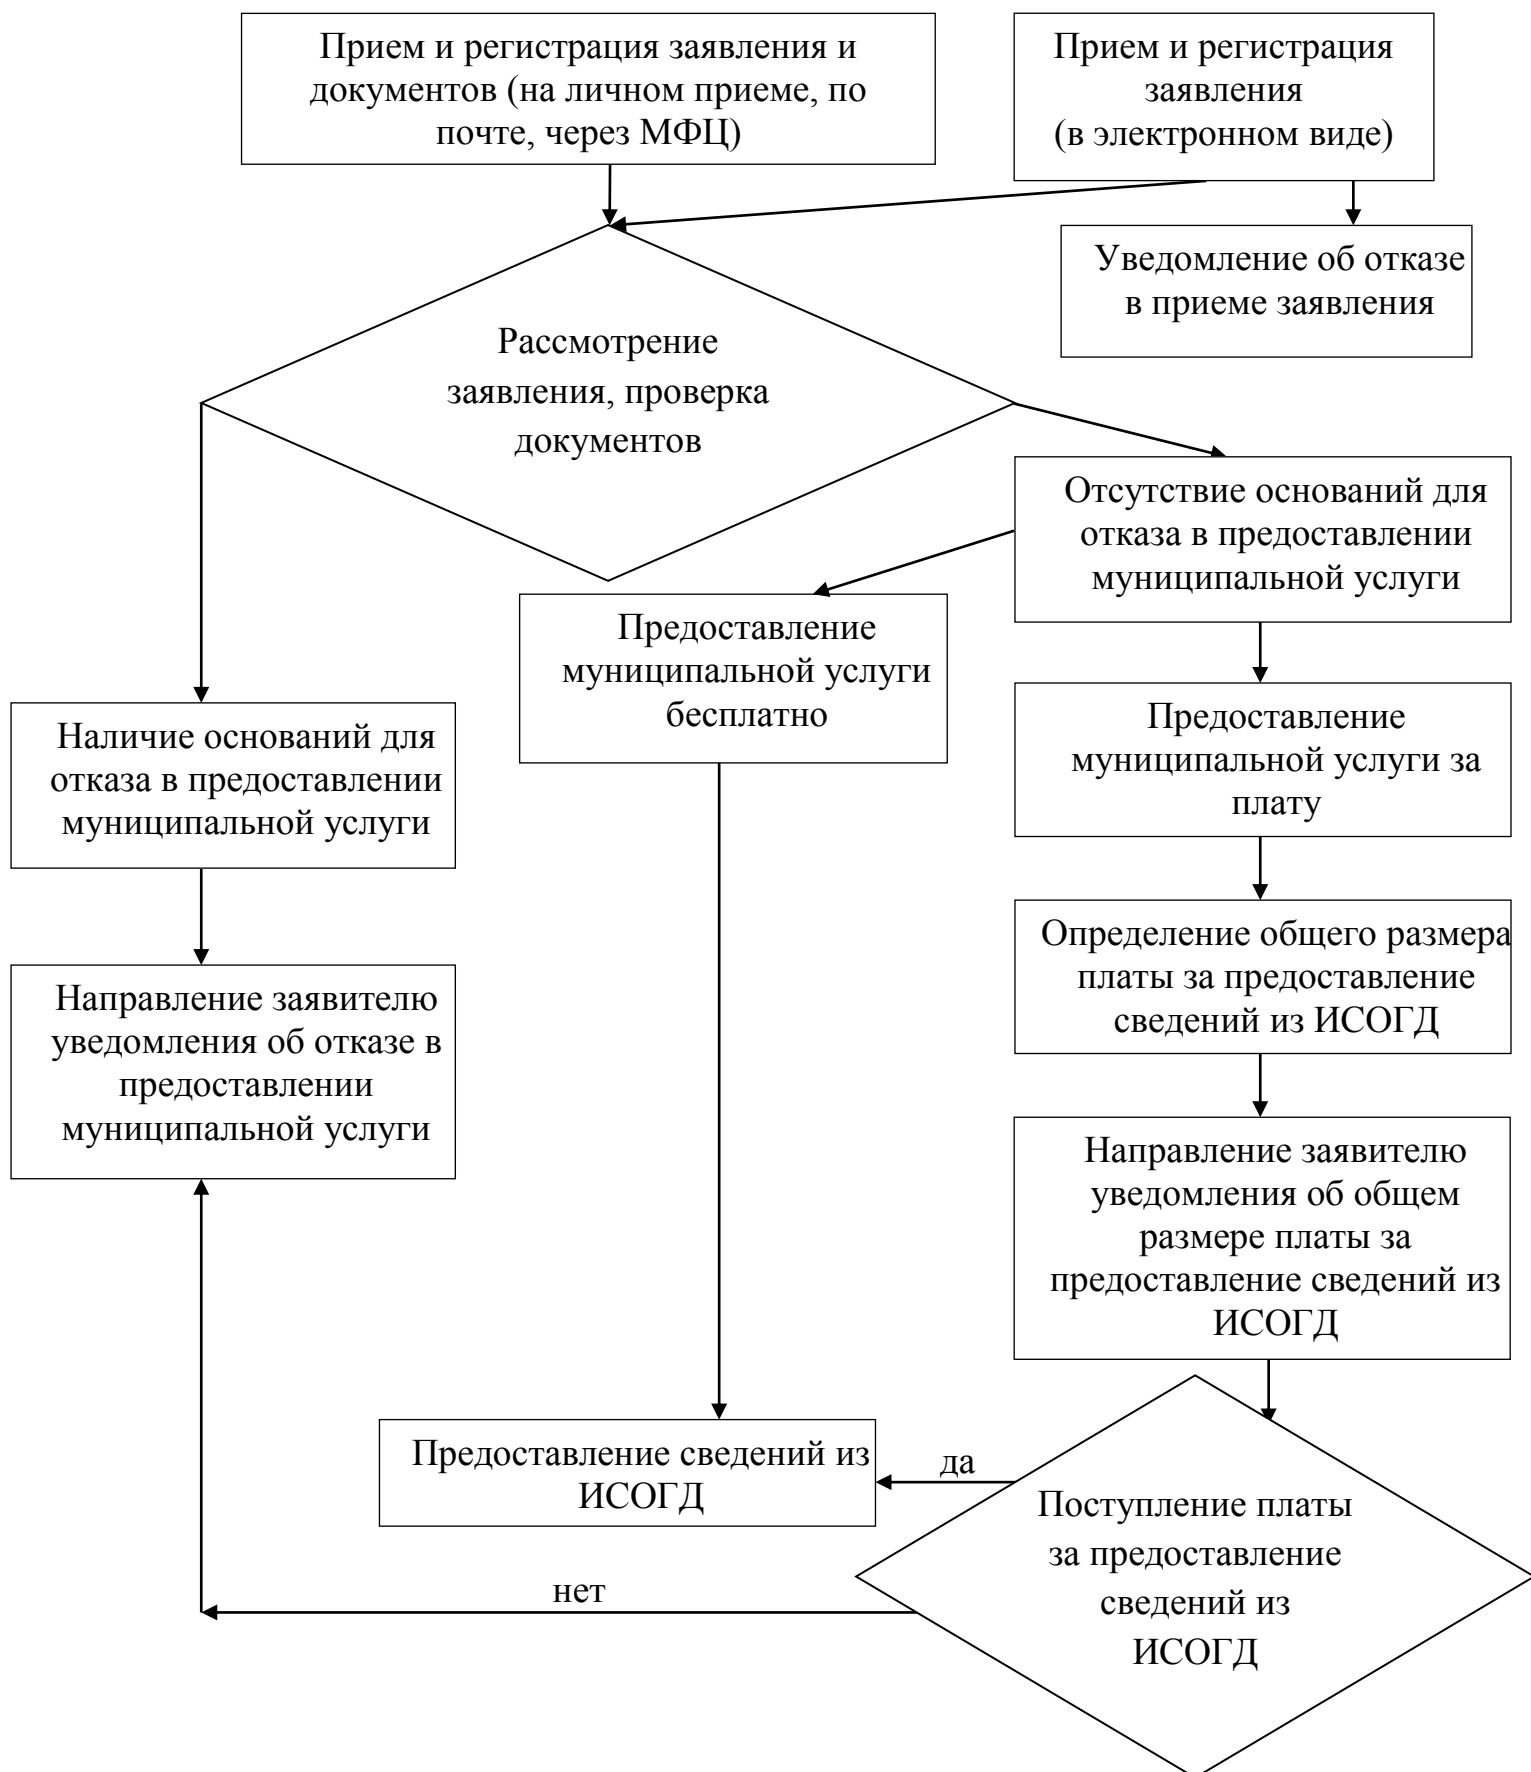 Прием и регистрация заявления и
документов (на личном приеме, по
почте, через МФЦ)
Прием и регистрация
заявления
(в электронном виде)
Уведомление об отказе
в приеме заявления
Рассмотрение
заявления, проверка
документов
Отсутствие оснований для
отказа в предоставлении
муниципальной услуги
Предоставление
муниципальной услуги
бесплатно
Предоставление
муниципальной услуги за
плату
Наличие оснований для
отказа в предоставлении
муниципальной услуги
Определение общего размера
платы за предоставление
сведений из ИСОГД
Направление заявителю
уведомления об отказе в
предоставлении
муниципальной услуги
Направление заявителю
уведомления об общем
размере платы за
предоставление сведений из
ИСОГД
Предоставление сведений из
ИСОГД
да
Поступление платы
за предоставление
сведений из
ИСОГД
нет